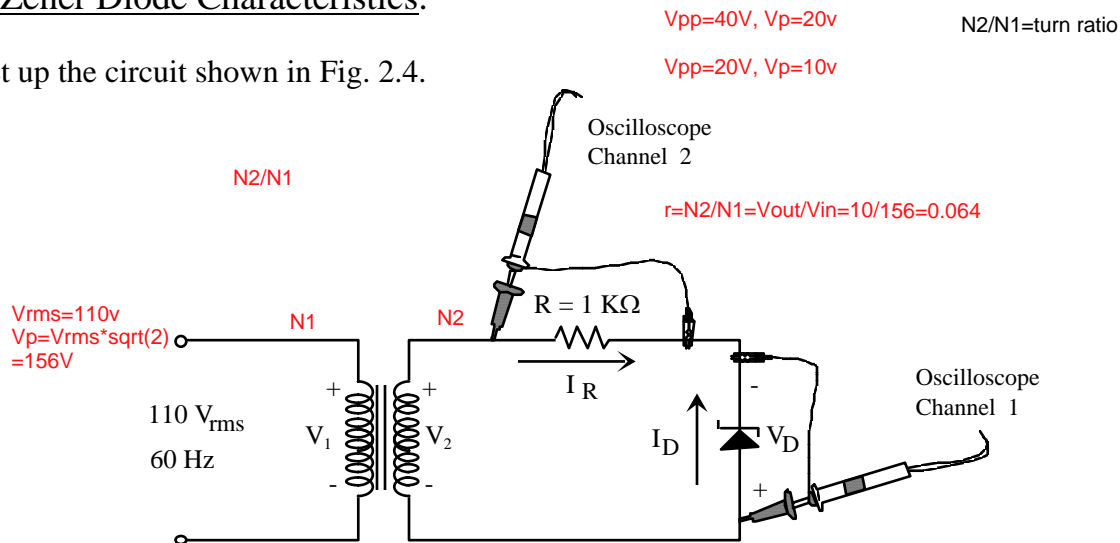 Zener Diode Characteristics.
Vpp=40V, Vp=20v
N2/N1=turn ratio
t up the circuit shown in Fig. 2.4.
Vpp=20V, Vp=10v
Oscilloscope
Channel 2
N2/N1
r=N2/N1=Vout/Vin=10/156=0.064
Vrms=110v
Vp=Vrms*sqrt(2)
=156V
N1
N2
R = 1 KΩ
I R
+
+
-
Oscilloscope
Channel 1
110 Vrms
60 Hz
V1
V2
ID
VD
-
-
+